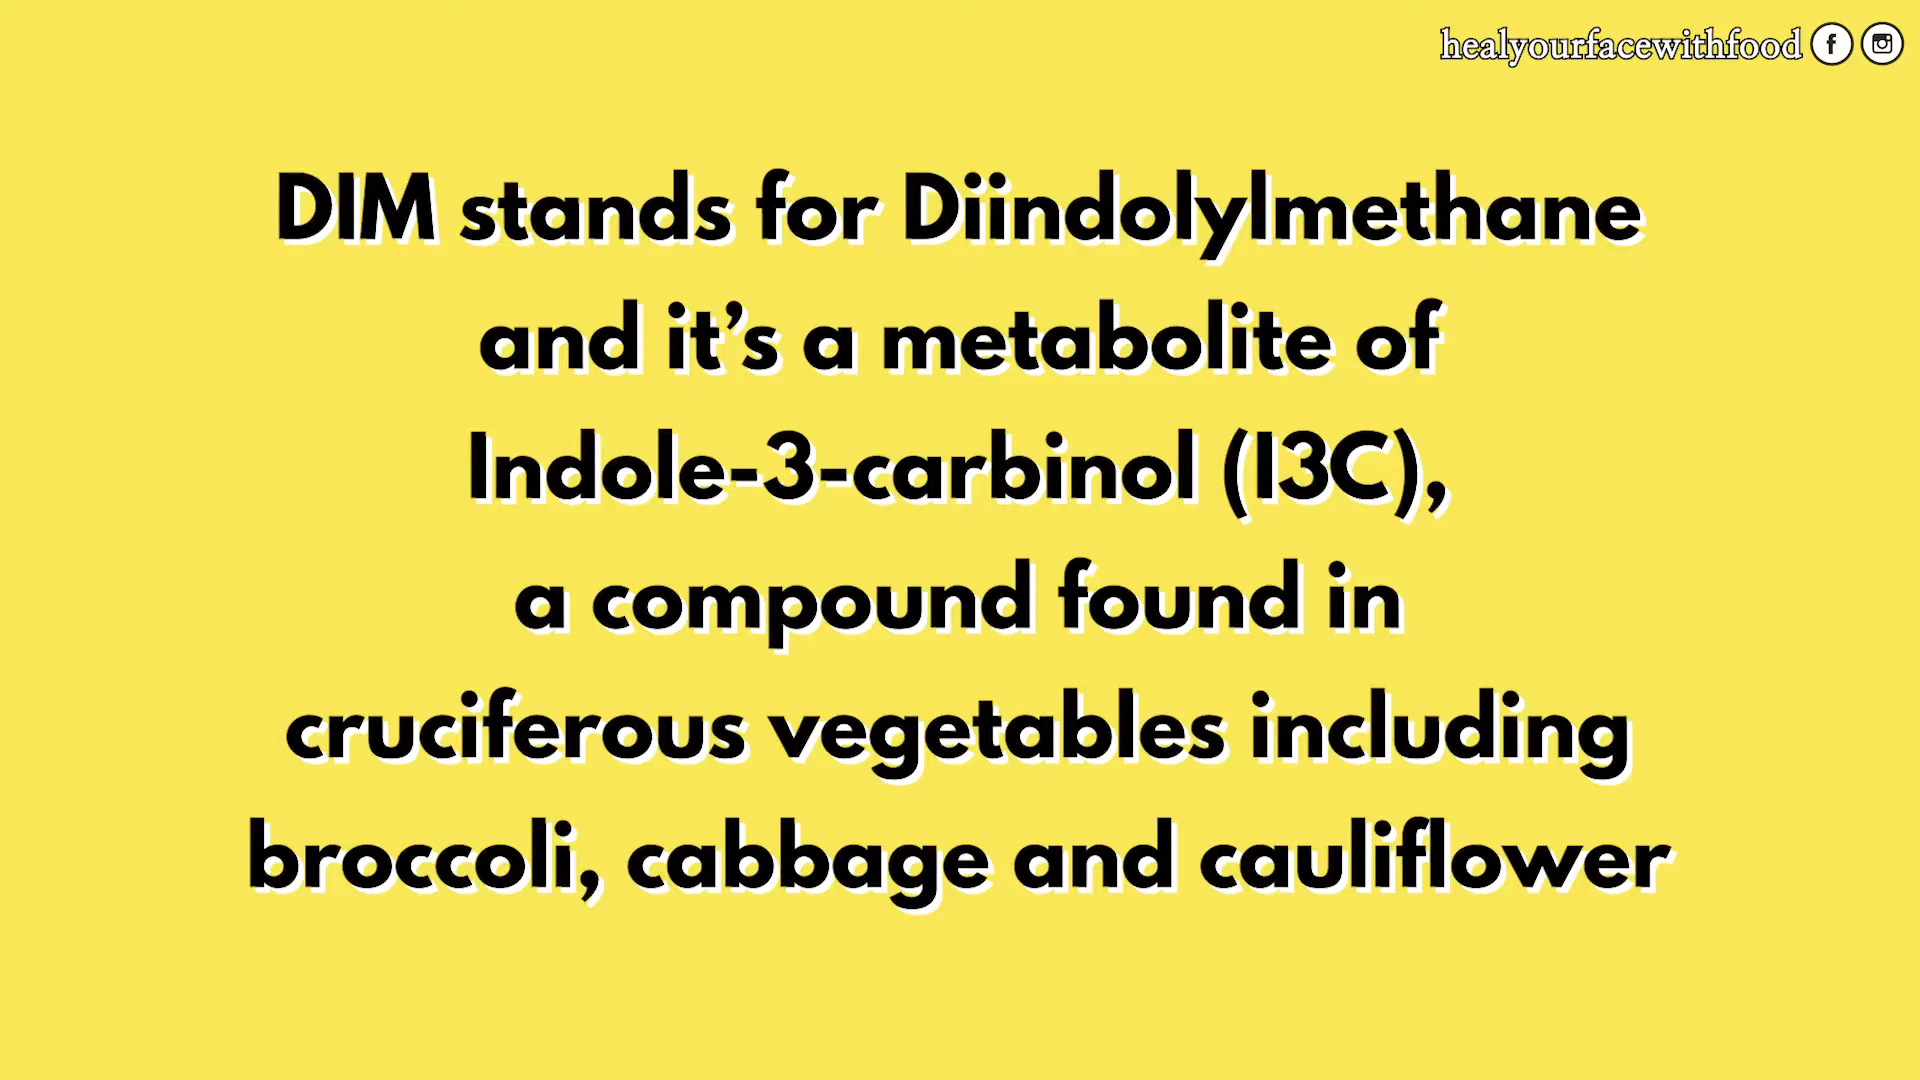 healyourfacewithfood
DIM stands for Diindolylmethane
and it’s a metabolite of
Indole-3-carbinol (I3C),
a compound found in
cruciferous vegetables including
broccoli, cabbage and cauliflower